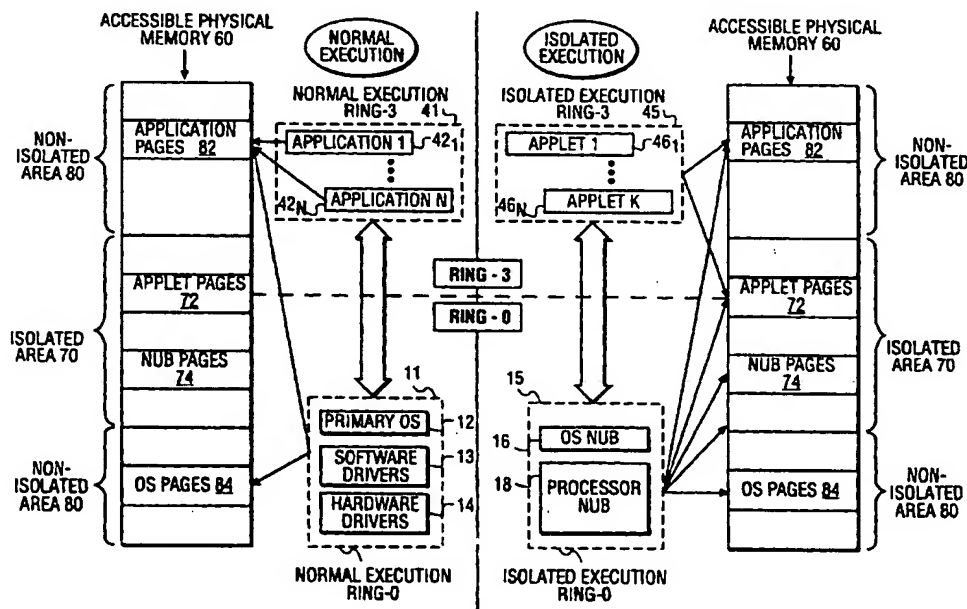 ACCESSIBLE PHYSICAL
MEMORY 60
NON-
ISOLATED
AREA 80
APPLICATION
PAGES 82
APPLET PAGES
72
ISOLATED
AREA 70
NUB PAGES
74
NON-
ISOLATED
AREA 80
OS PAGES 84
NORMAL
EXECUTION
NORMAL EXECUTION
RING-3
41
APPLICATION 1
42₁
42N
APPLICATION N
RING - 3
RING - 0
11
PRIMARY OS
12
SOFTWARE
DRIVERS
13
HARDWARE
DRIVERS
14
NORMAL EXECUTION
RING-0
ISOLATED
EXECUTION
ISOLATED EXECUTION
RING-3
45
APPLET 1
46₁
46N
APPLET K
15
16
OS NUB
18
PROCESSOR
NUB
ISOLATED EXECUTION
RING-0
ACCESSIBLE PHYSICAL
MEMORY 60
APPLICATION
PAGES 82
NON-
ISOLATED
AREA 80
APPLET PAGES
72
NUB PAGES
74
ISOLATED
AREA 70
OS PAGES 84
NON-
ISOLATED
AREA 80